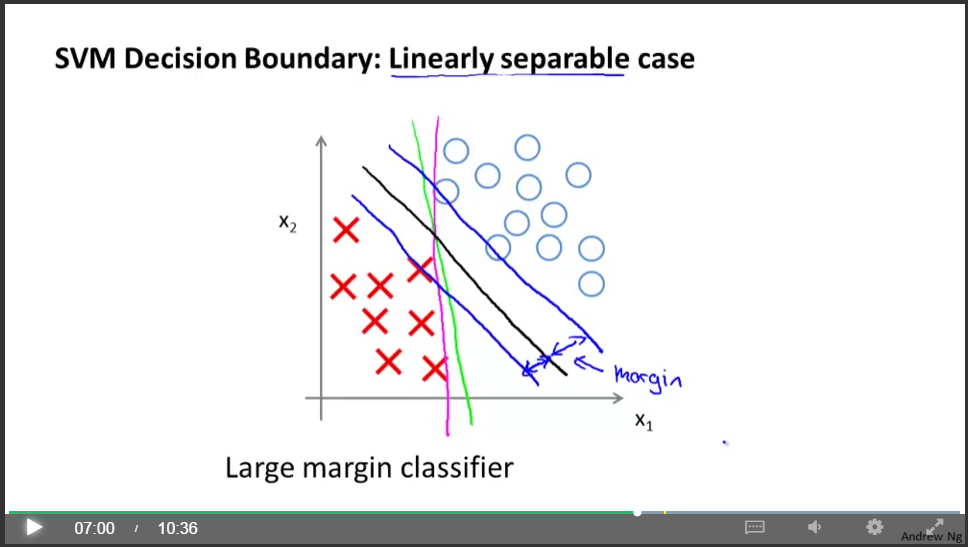 SVM Decision Boundary: Linearly separable case
x₂
margin
x₁
Large margin classifier
07:00 / 10:36
Andrew Ng